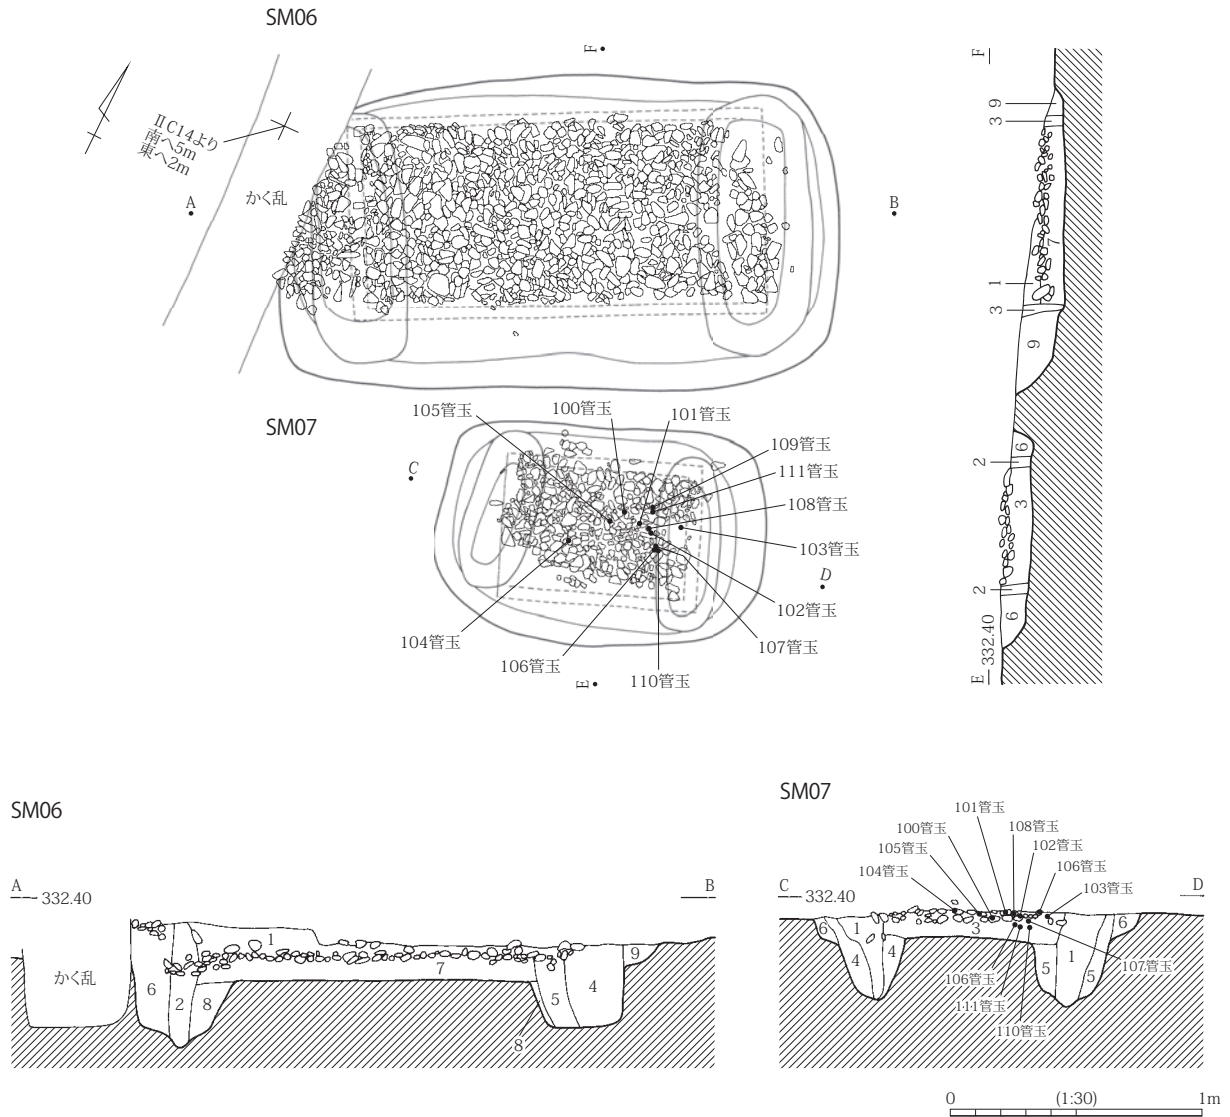 SM06
F
ⅡC14より
南へ5m
東へ2m
かく乱
A
B
F
9
3
7
1
3
9
6
2
3
2
6
E 332.40
SM07
105管玉
100管玉
101管玉
109管玉
111管玉
108管玉
103管玉
102管玉
107管玉
110管玉
106管玉
104管玉
C
D
E
SM06
A 332.40
B
かく乱
1
6
2
8
7
5
4
9
8
SM07
101管玉
100管玉
108管玉
105管玉
102管玉
104管玉
106管玉
103管玉
C 332.40
D
6
1
4
4
3
5
1
5
6
107管玉
106管玉
111管玉
110管玉
0 (1:30) 1m